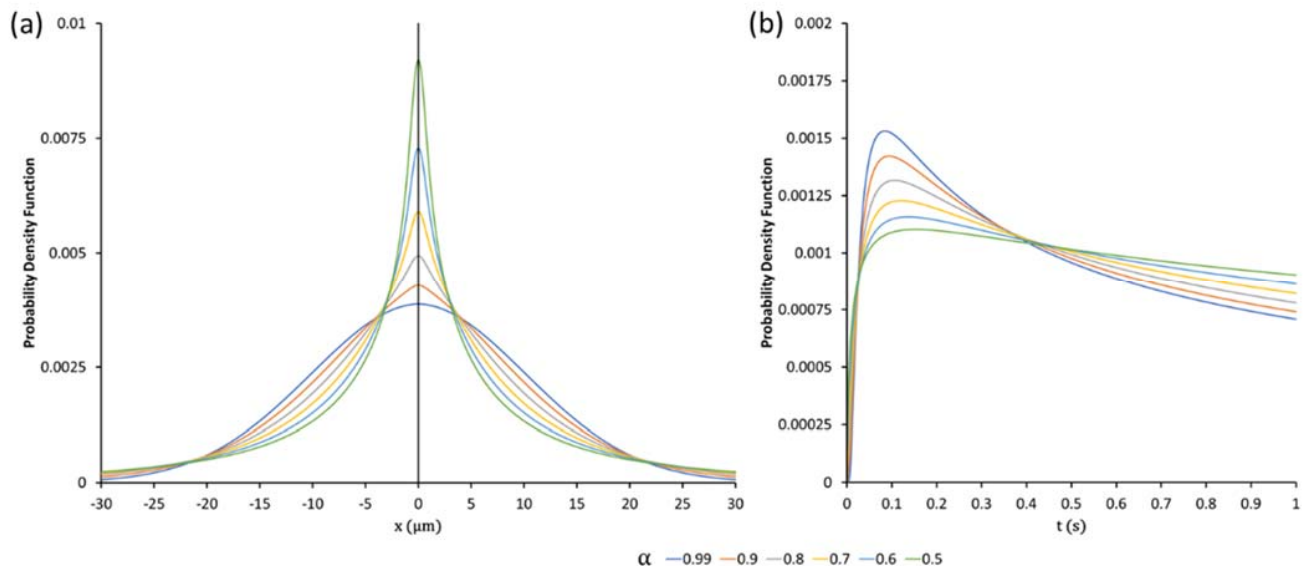 (a)
0.01
0.0075
0.005
0.0025
0
Probability Density Function
-30 -25 -20 -15 -10 -5 0 5 10 15 20 25 30
x (μm)
(b)
0.002
0.00175
0.0015
0.00125
0.001
0.00075
0.0005
0.00025
0
Probability Density Function
0 0.1 0.2 0.3 0.4 0.5 0.6 0.7 0.8 0.9 1
t (s)
α 0.99 0.9 0.8 0.7 0.6 0.5